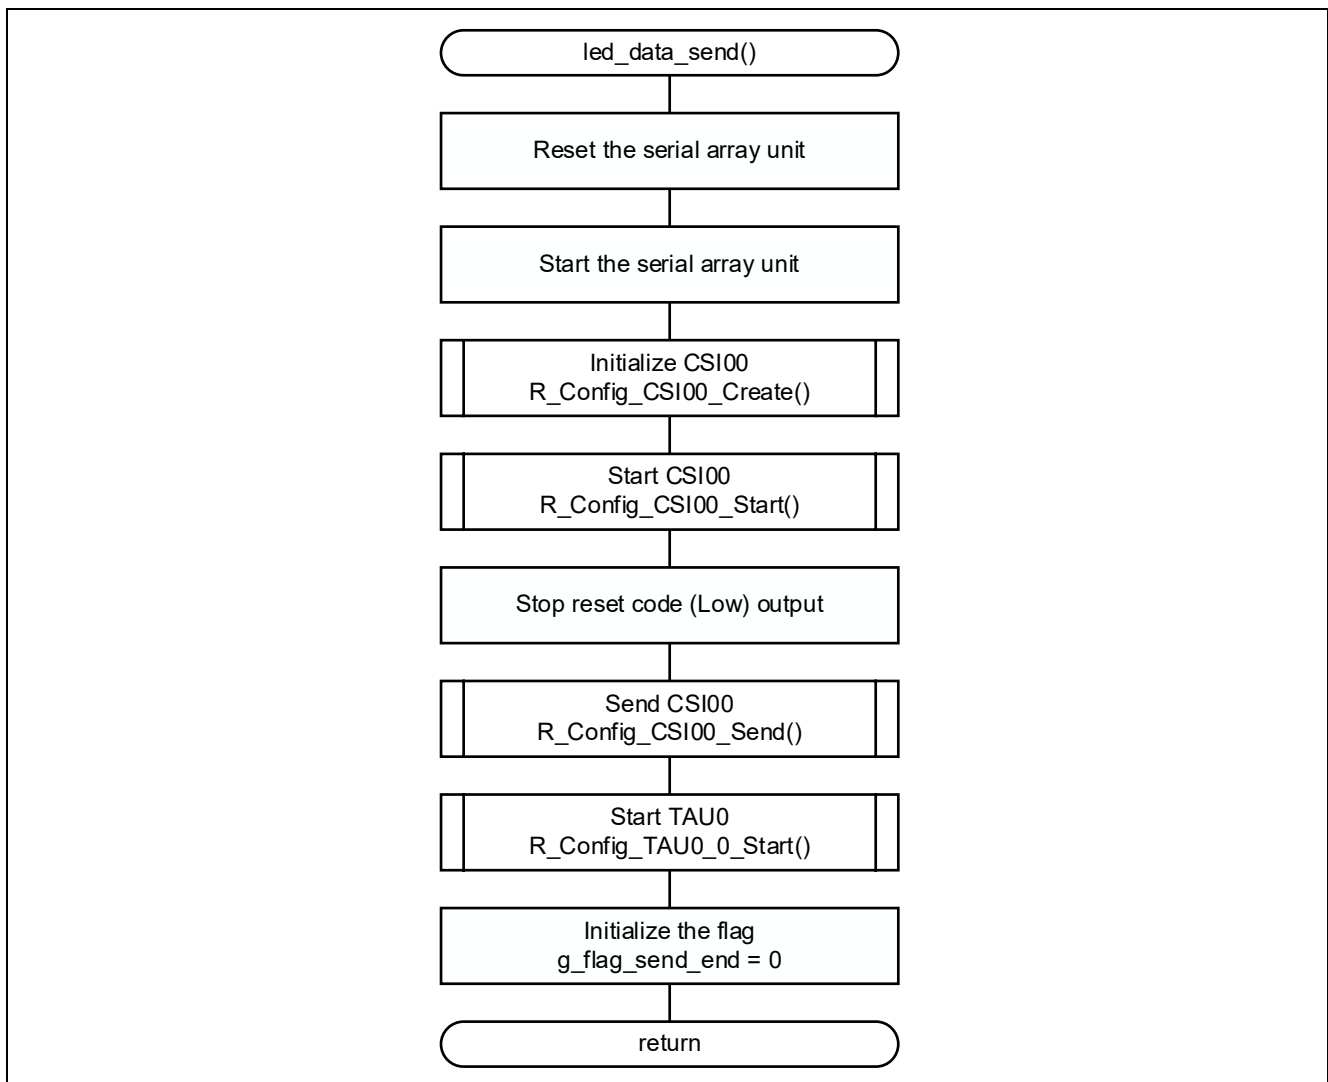 led_data_send()
Reset the serial array unit
Start the serial array unit
Initialize CSI00
R_Config_CSI00_Create()
Start CSI00
R_Config_CSI00_Start()
Stop reset code (Low) output
Send CSI00
R_Config_CSI00_Send()
Start TAU0
R_Config_TAU0_0_Start()
Initialize the flag
g_flag_send_end = 0
return